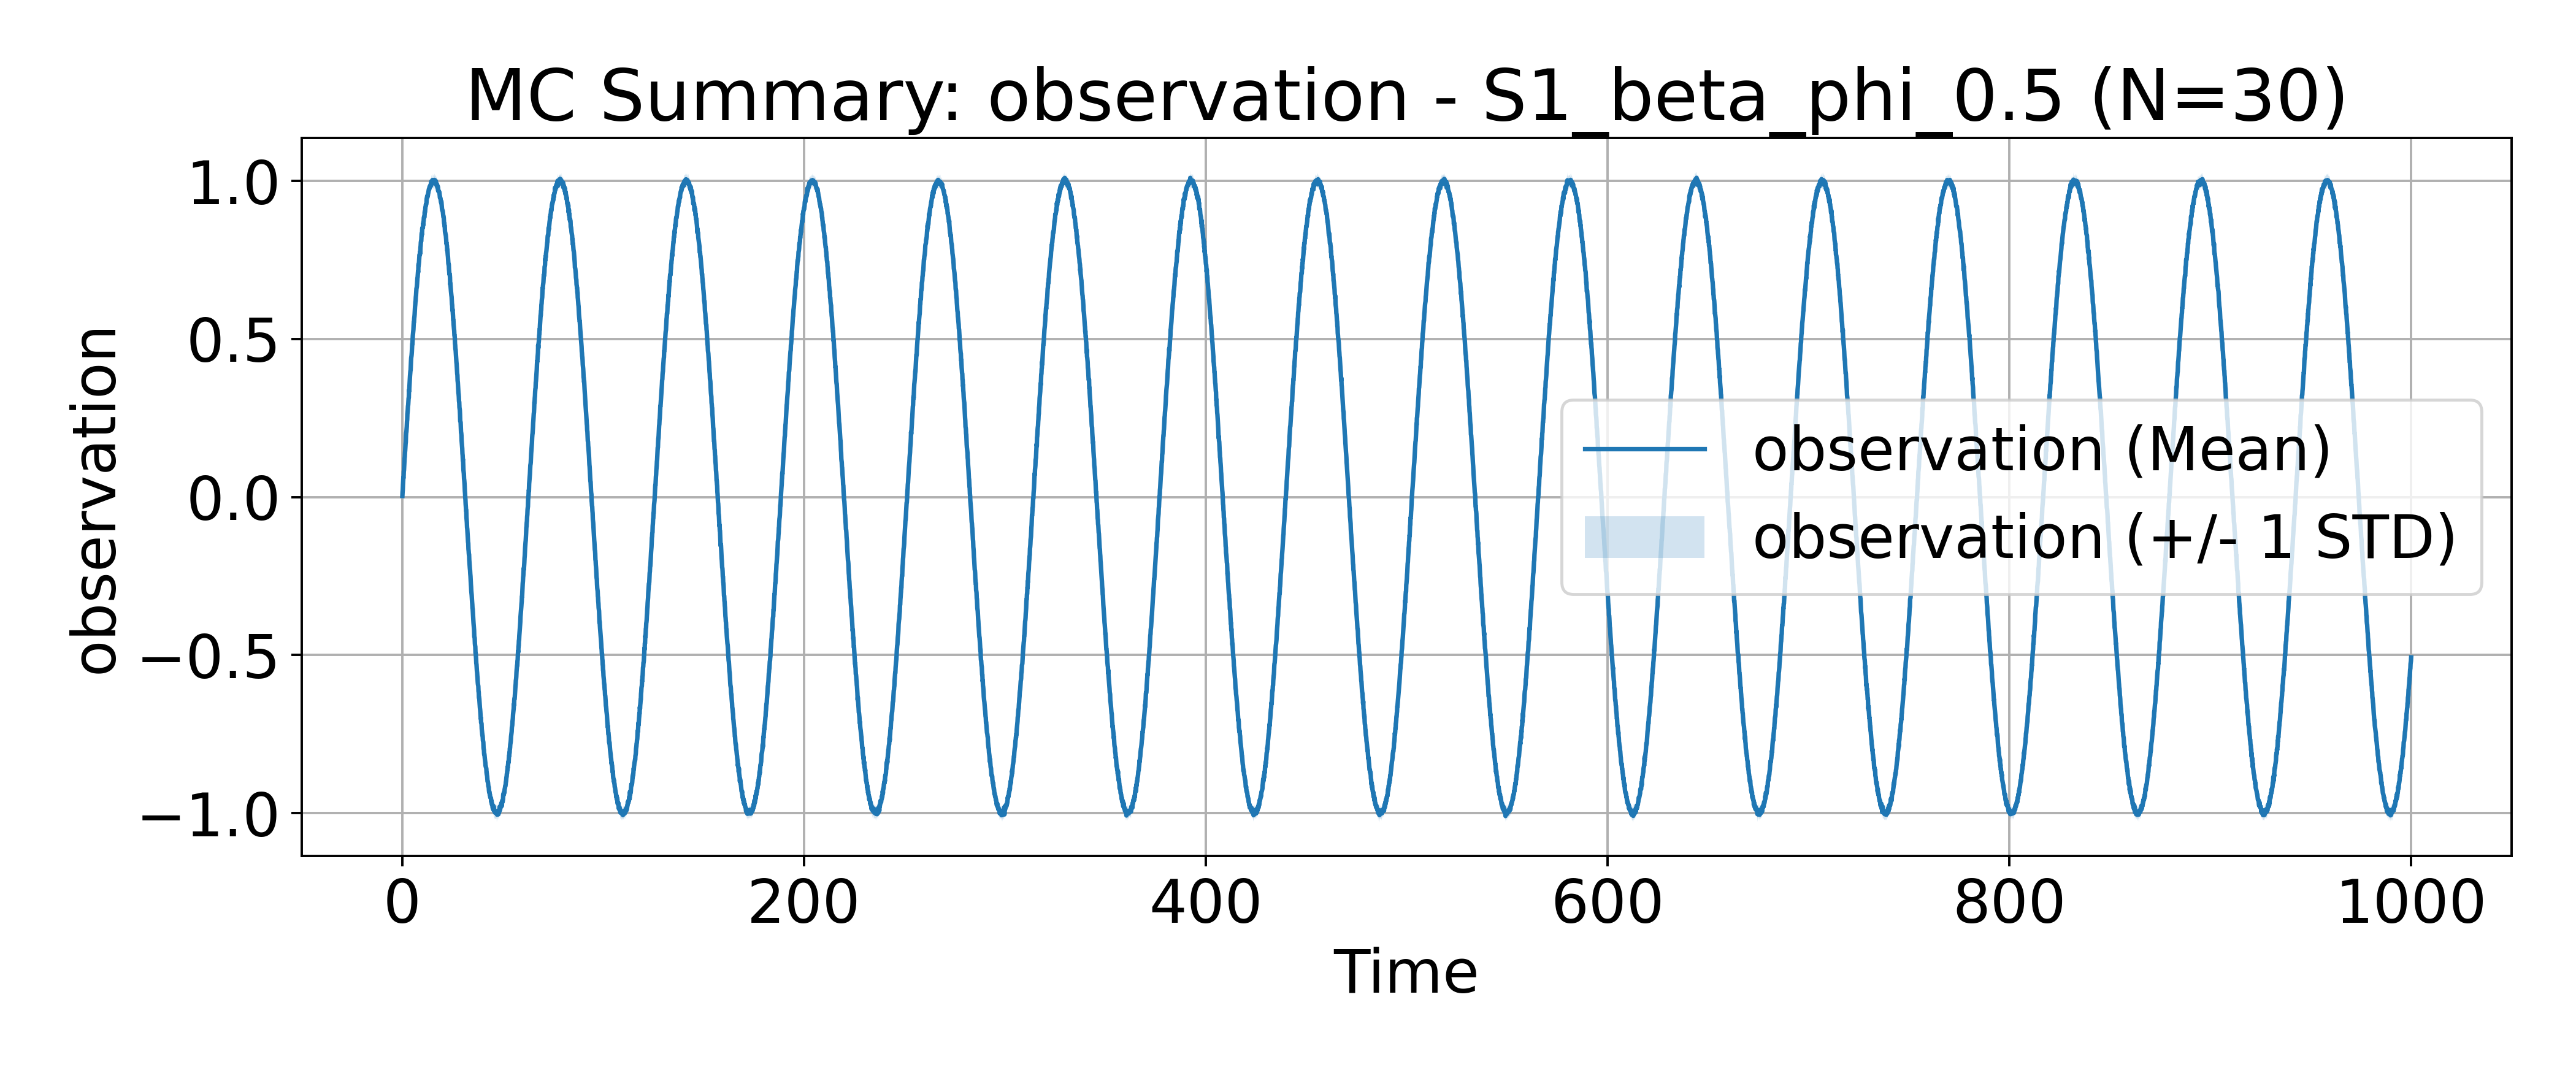 MC Summary: observation - S1_beta_phi_0.5 (N=30)
1.0
0.5
0.0
−0.5
−1.0
observation
observation (Mean)
observation (+/- 1 STD)
0 200 400 600 800 1000
Time